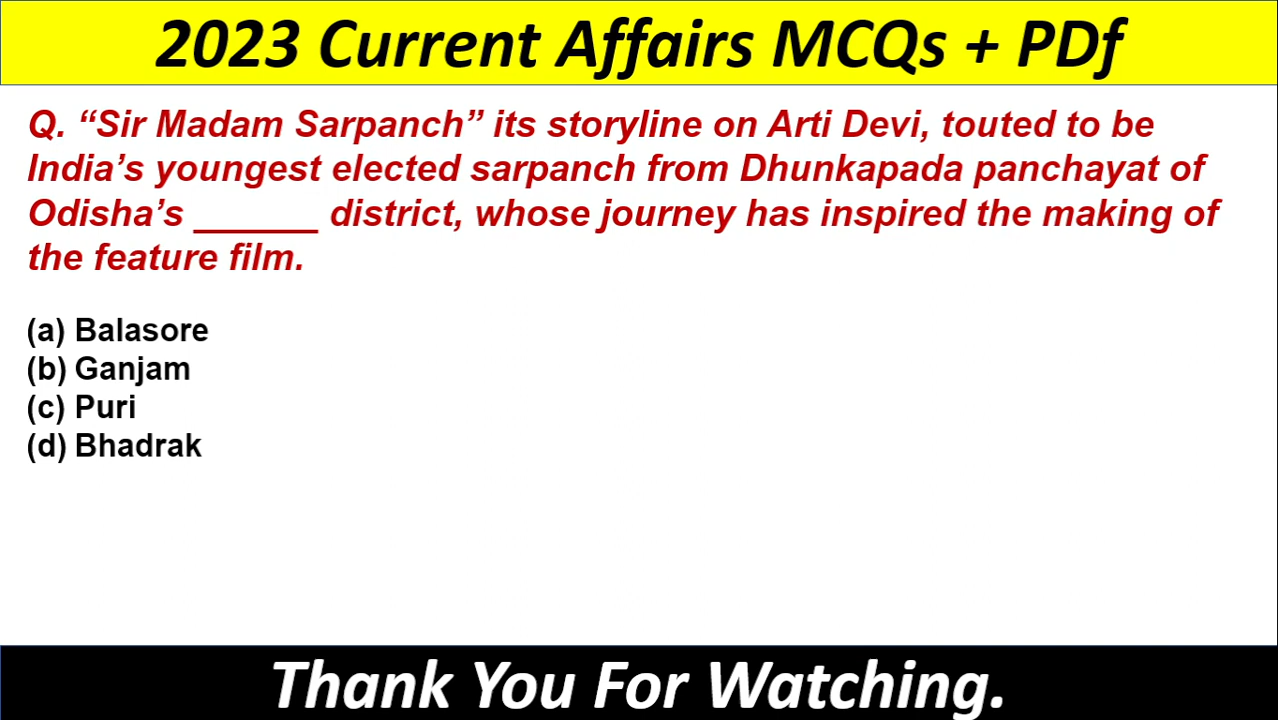 2023 Current Affairs MCQs + PDf
Q. “Sir Madam Sarpanch” its storyline on Arti Devi, touted to be
India’s youngest elected sarpanch from Dhunkapada panchayat of
Odisha’s ______ district, whose journey has inspired the making of
the feature film.
(a) Balasore
(b) Ganjam
(c) Puri
(d) Bhadrak
Thank You For Watching.